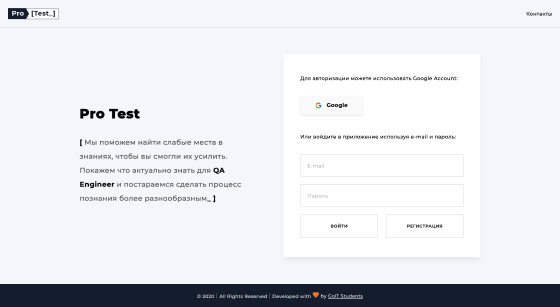 Pro [Test_]
Контакты
Pro Test
[ Мы поможем найти слабые места в
знаниях, чтобы вы смогли их усилить.
Покажем что актуально знать для QA
Engineer и постараемся сделать процесс
познания более разнообразным_ ]
Для авторизации можете использовать Google Account:
Google
Или войдите в приложение используя e-mail и пароль:
E-mail
Пароль
ВОЙТИ
РЕГИСТРАЦИЯ
© 2020 | All Rights Reserved | Developed with 🧡 by GoIT Students